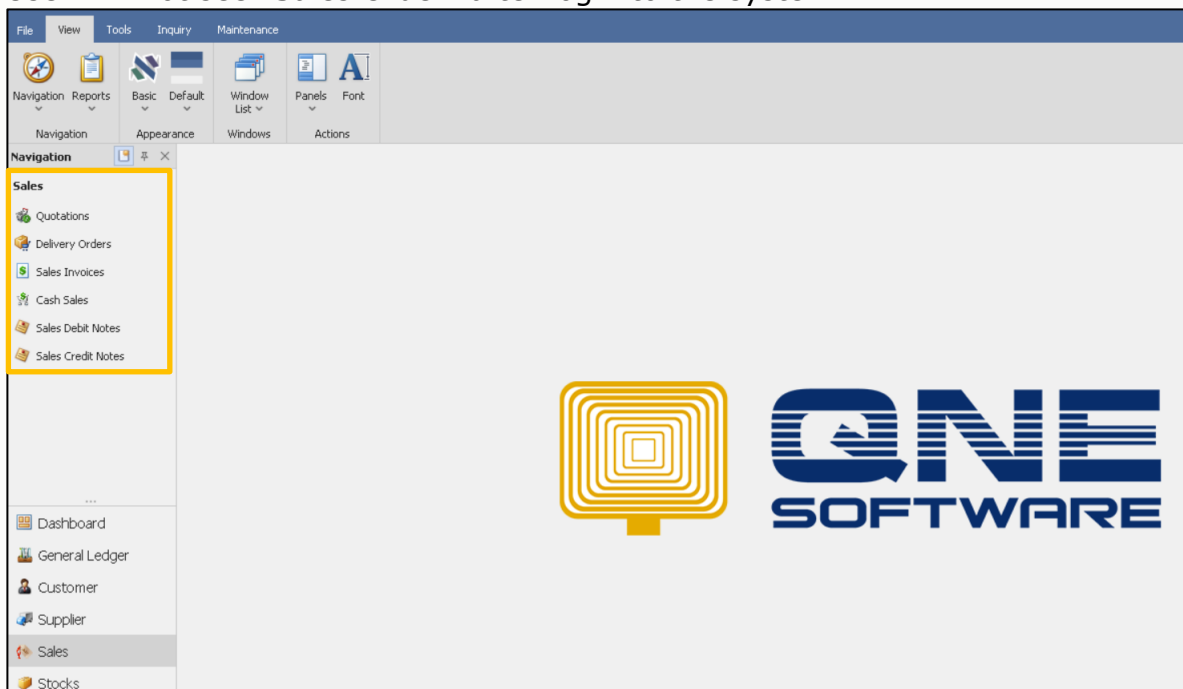 File View Tools Inquiry Maintenance
Navigation Reports Basic Default Window List Panels Font
Navigation Appearance Windows Actions
Navigation
Sales
Quotations
Delivery Orders
Sales Invoices
Cash Sales
Sales Debit Notes
Sales Credit Notes
QNE
SOFTWARE
...
Dashboard
General Ledger
Customer
Supplier
Sales
Stocks